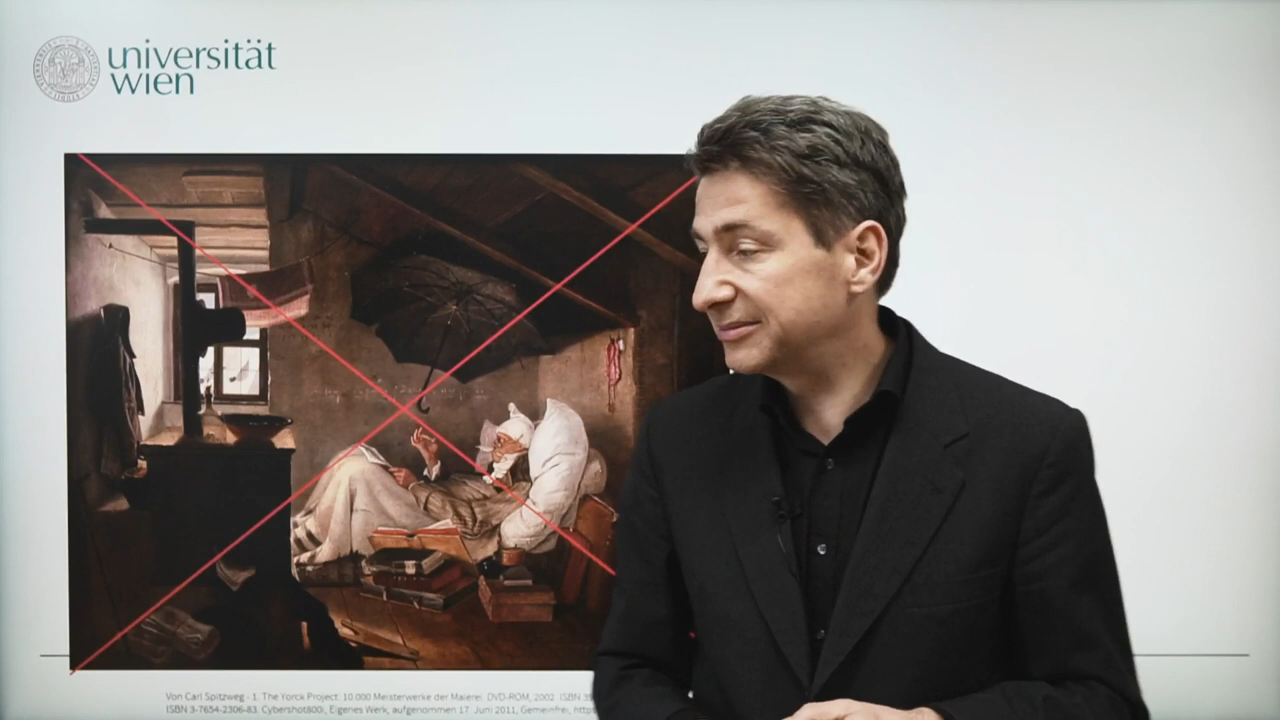 universität
wien
Von Carl Spitzweg - 1. The Yorck Project: 10.000 Meisterwerke der Malerei. DVD-ROM, 2002. ISBN
ISBN 3-7654-2306-83. Cybershot800i, Eigenes Werk, aufgenommen 17. Juni 2011, Gemeinfrei,